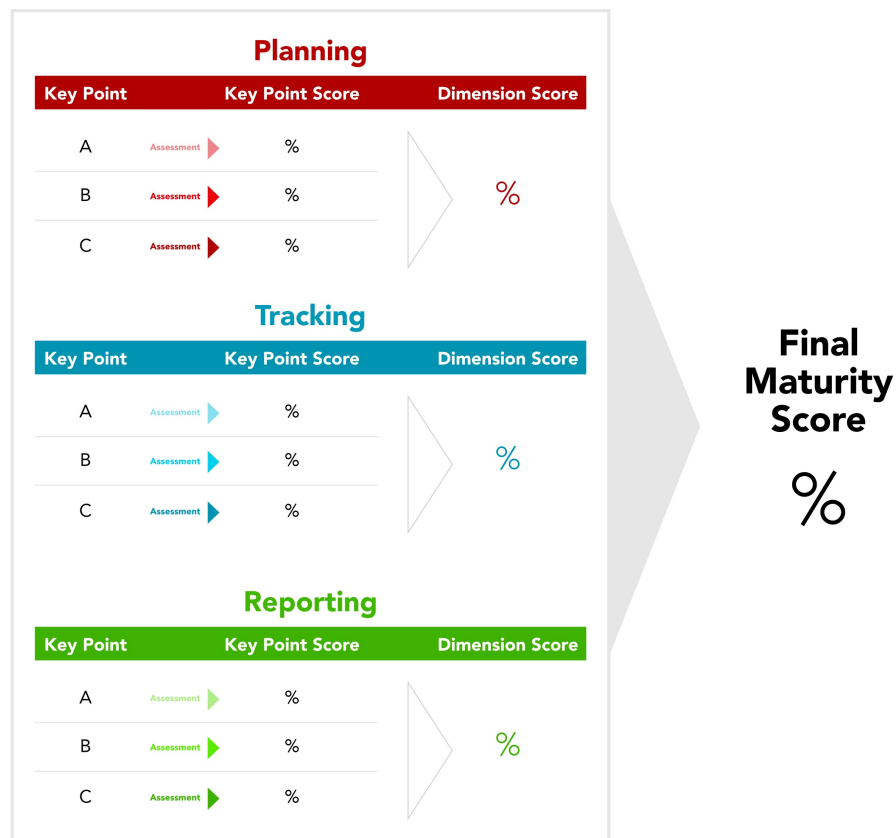 Planning
Key Point Key Point Score Dimension Score
A Assessment %
B Assessment % %
C Assessment %
Tracking
Key Point Key Point Score Dimension Score
A Assessment %
B Assessment % %
C Assessment %
Reporting
Key Point Key Point Score Dimension Score
A Assessment %
B Assessment % %
C Assessment %
Final
Maturity
Score
%